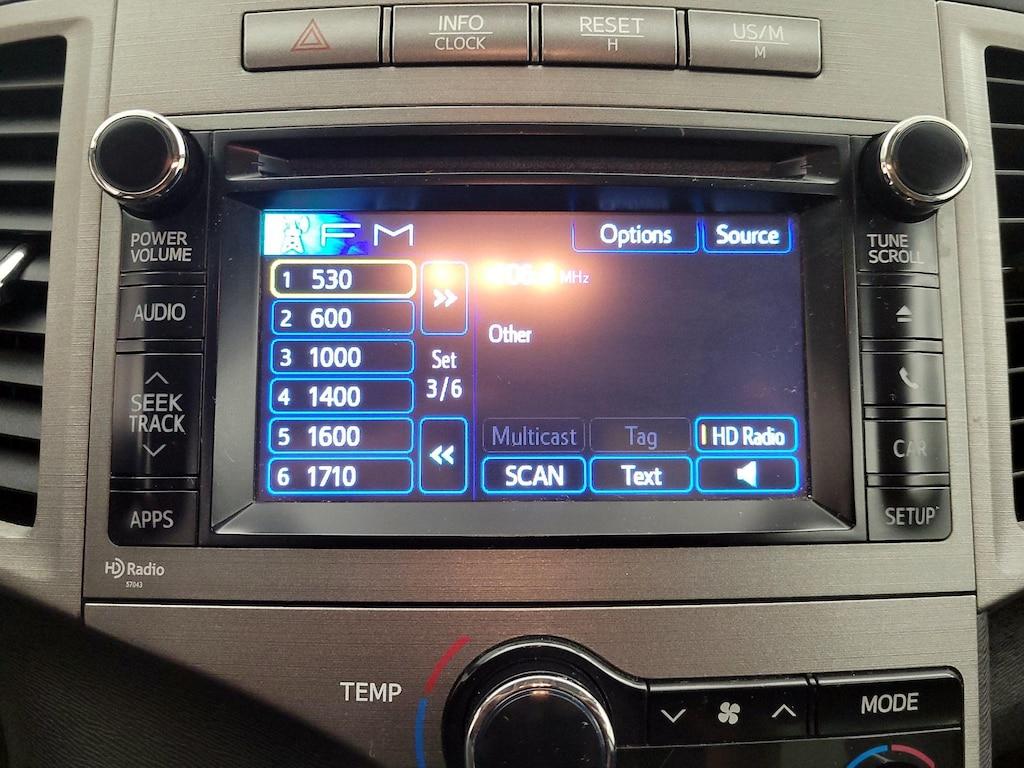 INFO
CLOCK
RESET
H
US/M
M
POWER
VOLUME
AUDIO
SEEK
TRACK
APPS
FM
Options
Source
1 530
2 600
3 1000
4 1400
5 1600
6 1710
»
Set
3/6
«
MHz
Other
Multicast
Tag
HD Radio
SCAN
Text
TUNE
SCROLL
CAR
SETUP
HD Radio
57043
TEMP
MODE